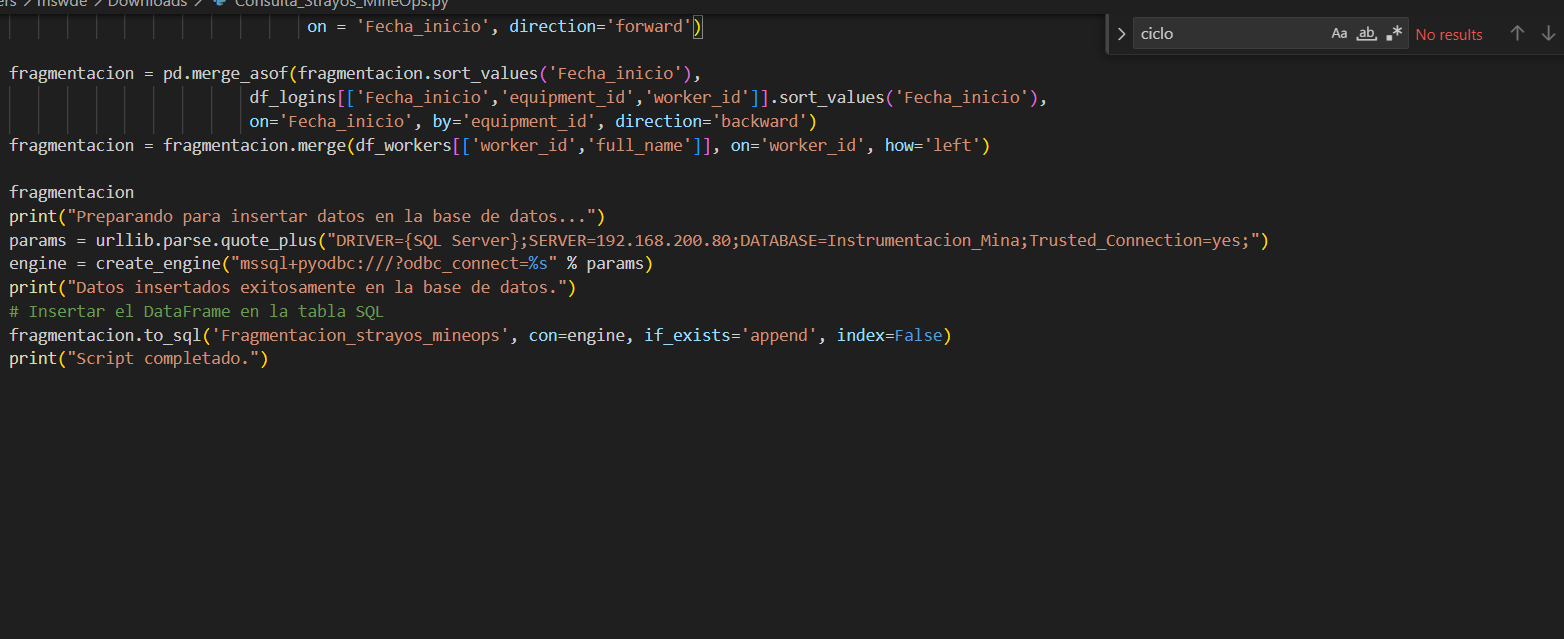 ers > mswde > Downloads > Consulta_Strayos_MineOps.py
on = 'Fecha_inicio', direction='forward')
ciclo
Aa ab .* No results
fragmentacion = pd.merge_asof(fragmentacion.sort_values('Fecha_inicio'),
df_logins[['Fecha_inicio','equipment_id','worker_id']].sort_values('Fecha_inicio'),
on='Fecha_inicio', by='equipment_id', direction='backward')
fragmentacion = fragmentacion.merge(df_workers[['worker_id','full_name']], on='worker_id', how='left')
fragmentacion
print("Preparando para insertar datos en la base de datos...")
params = urllib.parse.quote_plus("DRIVER={SQL Server};SERVER=192.168.200.80;DATABASE=Instrumentacion_Mina;Trusted_Connection=yes;")
engine = create_engine("mssql+pyodbc:///?odbc_connect=%s" % params)
print("Datos insertados exitosamente en la base de datos.")
# Insertar el DataFrame en la tabla SQL
fragmentacion.to_sql('Fragmentacion_strayos_mineops', con=engine, if_exists='append', index=False)
print("Script completado.")